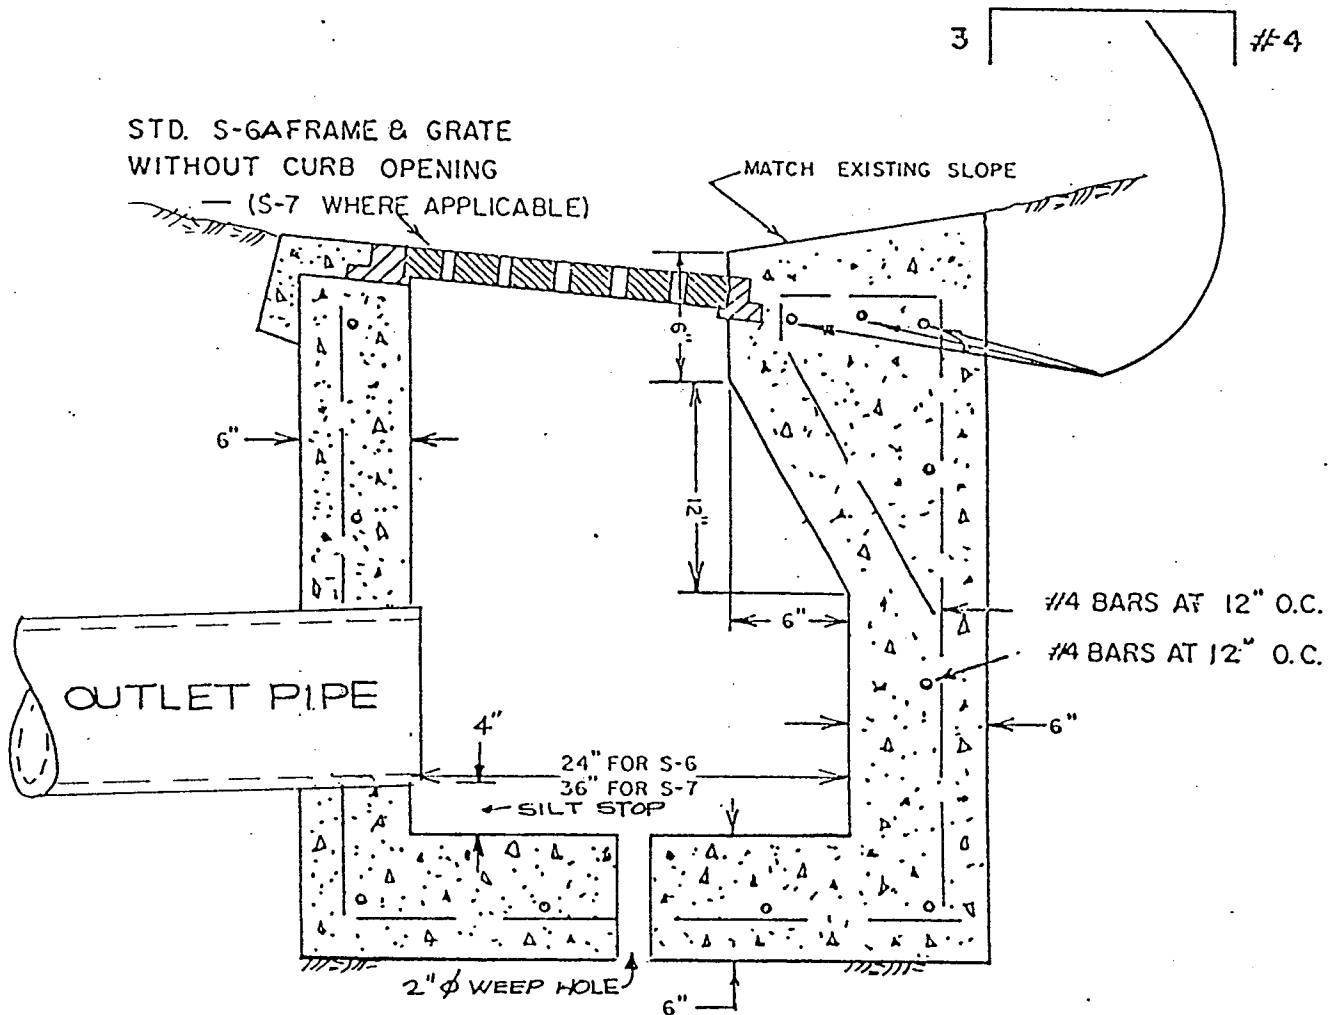 3 #4
STD. S-6A FRAME & GRATE
WITHOUT CURB OPENING
— (S-7 WHERE APPLICABLE)
MATCH EXISTING SLOPE
6"
6"
12"
6"
#4 BARS AT 12" O.C.
#4 BARS AT 12" O.C.
OUTLET PIPE
4"
6"
24" FOR S-6
36" FOR S-7
SILT STOP
2" ϕ WEEP HOLE
6"